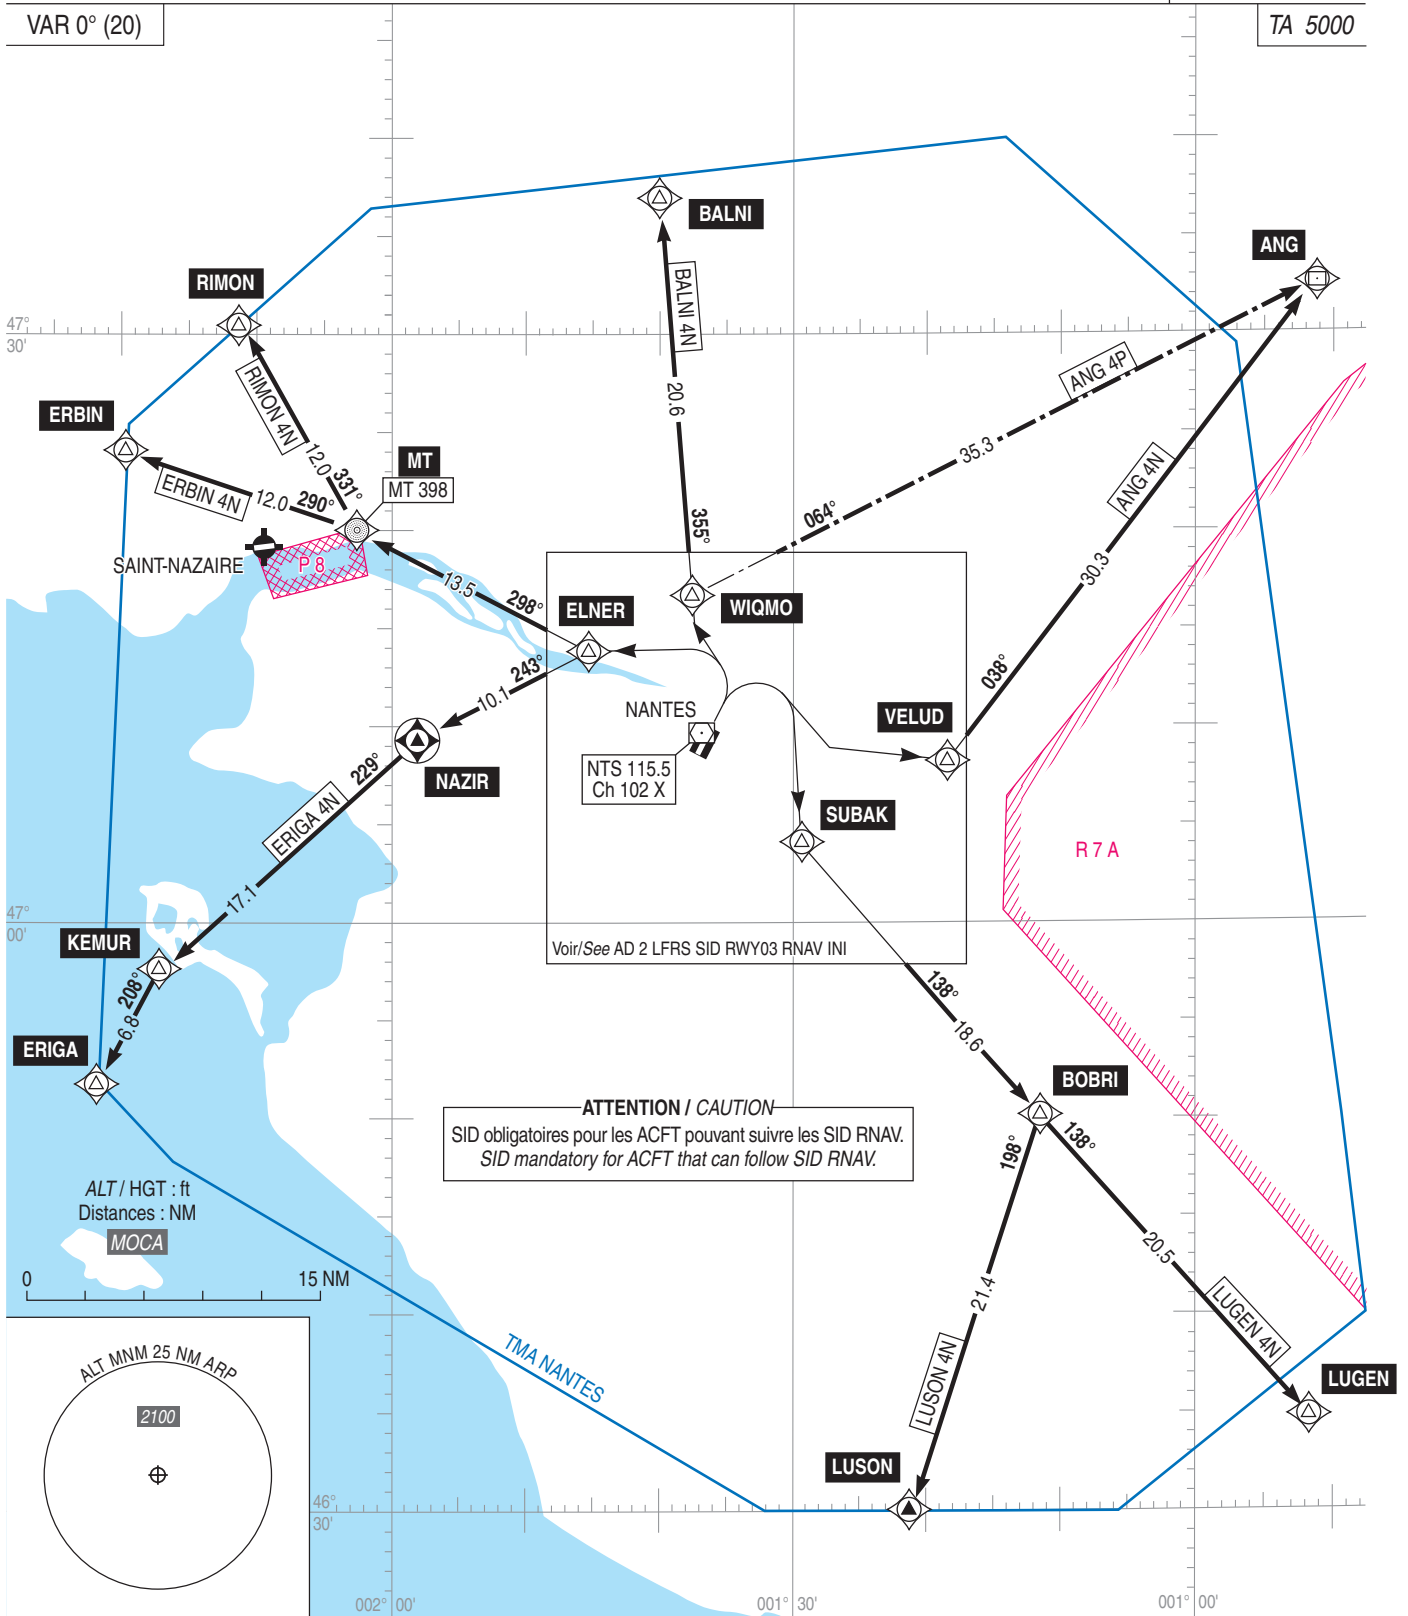 VAR 0° (20)
TA 5000
BALNI
ANG
RIMON
47°
30'
BALNI 4N
20.6
355°
ANG 4P
35.3
064°
RIMON 4N
12.0
331°
ERBIN
ERBIN 4N
12.0
290°
MT
MT 398
ANG 4N
30.3
038°
SAINT-NAZAIRE
P 8
13.5
298°
ELNER
WIQMO
243°
10.1
NANTES
VELUD
NTS 115.5
Ch 102 X
NAZIR
229°
ERIGA 4N
17.1
SUBAK
R 7 A
47°
00'
KEMUR
Voir/See AD 2 LFRS SID RWY03 RNAV INI
208°
6.8
138°
18.6
ERIGA
BOBRI
ATTENTION / CAUTION
SID obligatoires pour les ACFT pouvant suivre les SID RNAV.
SID mandatory for ACFT that can follow SID RNAV.
198°
138°
ALT / HGT : ft
Distances : NM
MOCA
0
15 NM
20.5
21.4
LUGEN 4N
LUSON 4N
TMA NANTES
ALT MNM 25 NM ARP
2100
LUGEN
LUSON
46°
30'
002° 00'
001° 30'
001° 00'